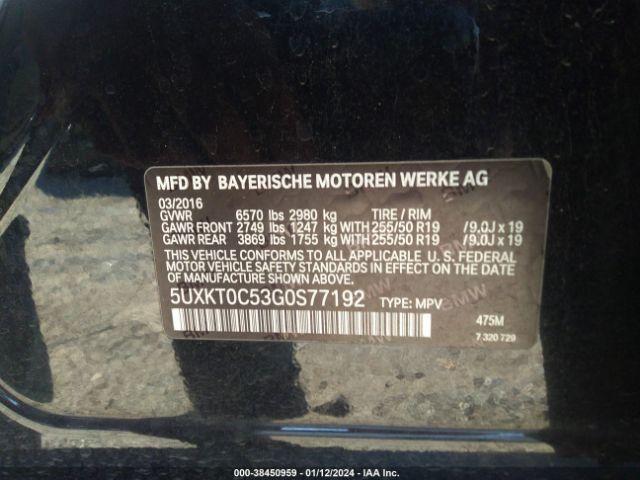 MFD BY BAYERISCHE MOTOREN WERKE AG
03/2016
GVWR 6570 lbs 2980 kg TIRE / RIM
GAWR FRONT 2749 lbs 1247 kg WITH 255/50 R19 /9.0J x 19
GAWR REAR 3869 lbs 1755 kg WITH 255/50 R19 /9.0J x 19
THIS VEHICLE CONFORMS TO ALL APPLICABLE U. S. FEDERAL
MOTOR VEHICLE SAFETY STANDARDS IN EFFECT ON THE DATE
OF MANUFACTURE SHOWN ABOVE.
5UXKT0C53G0S77192 TYPE: MPV
475M
7 320 729
000-38450959 - 01/12/2024 - IAA Inc.